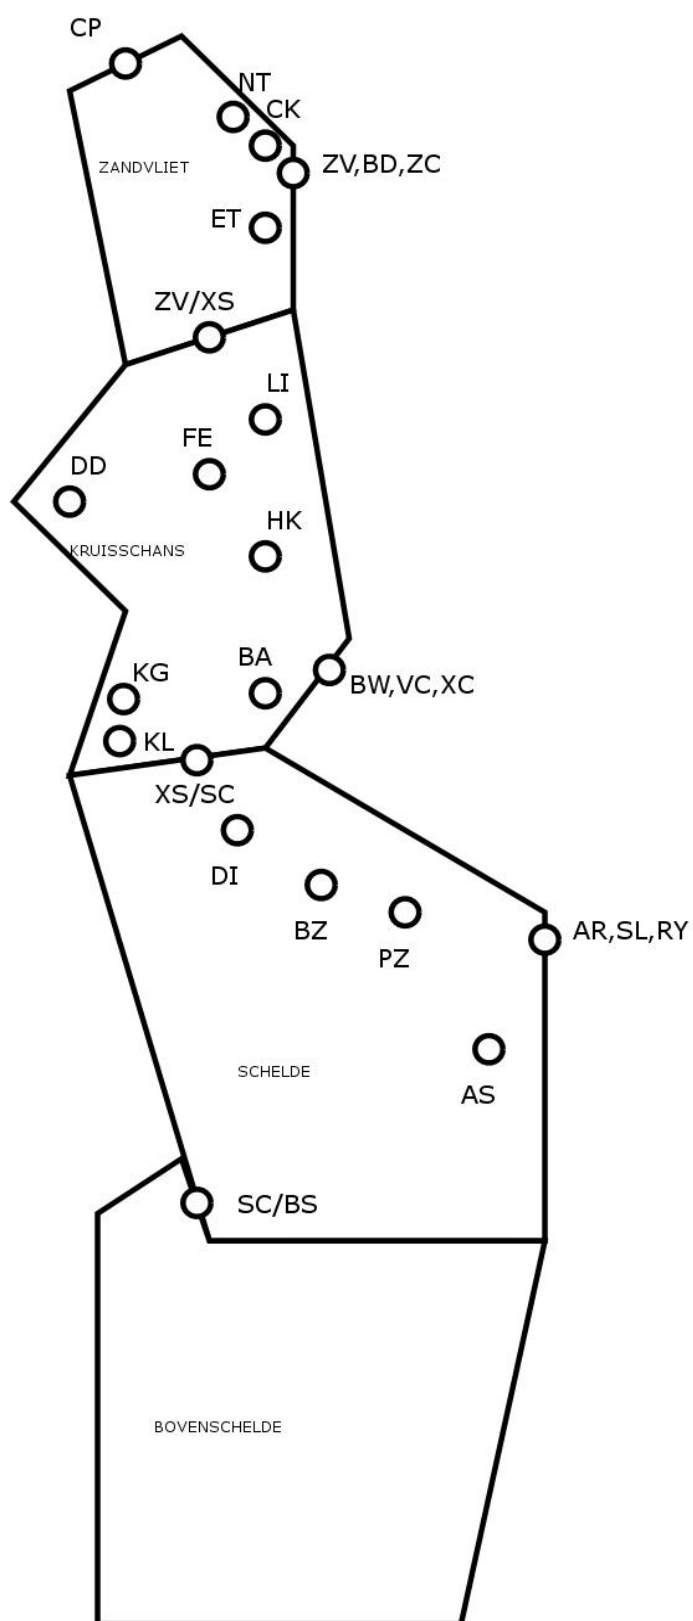 CP
NT
CK
ZANDVLIET
ZV,BD,ZC
ET
ZV/XS
LI
FE
DD
HK
KRUISSCHANS
BA
KG
BW,VC,XC
KL
XS/SC
DI
BZ
AR,SL,RY
PZ
SCHELDE
AS
SC/BS
BOVENSCHELDE